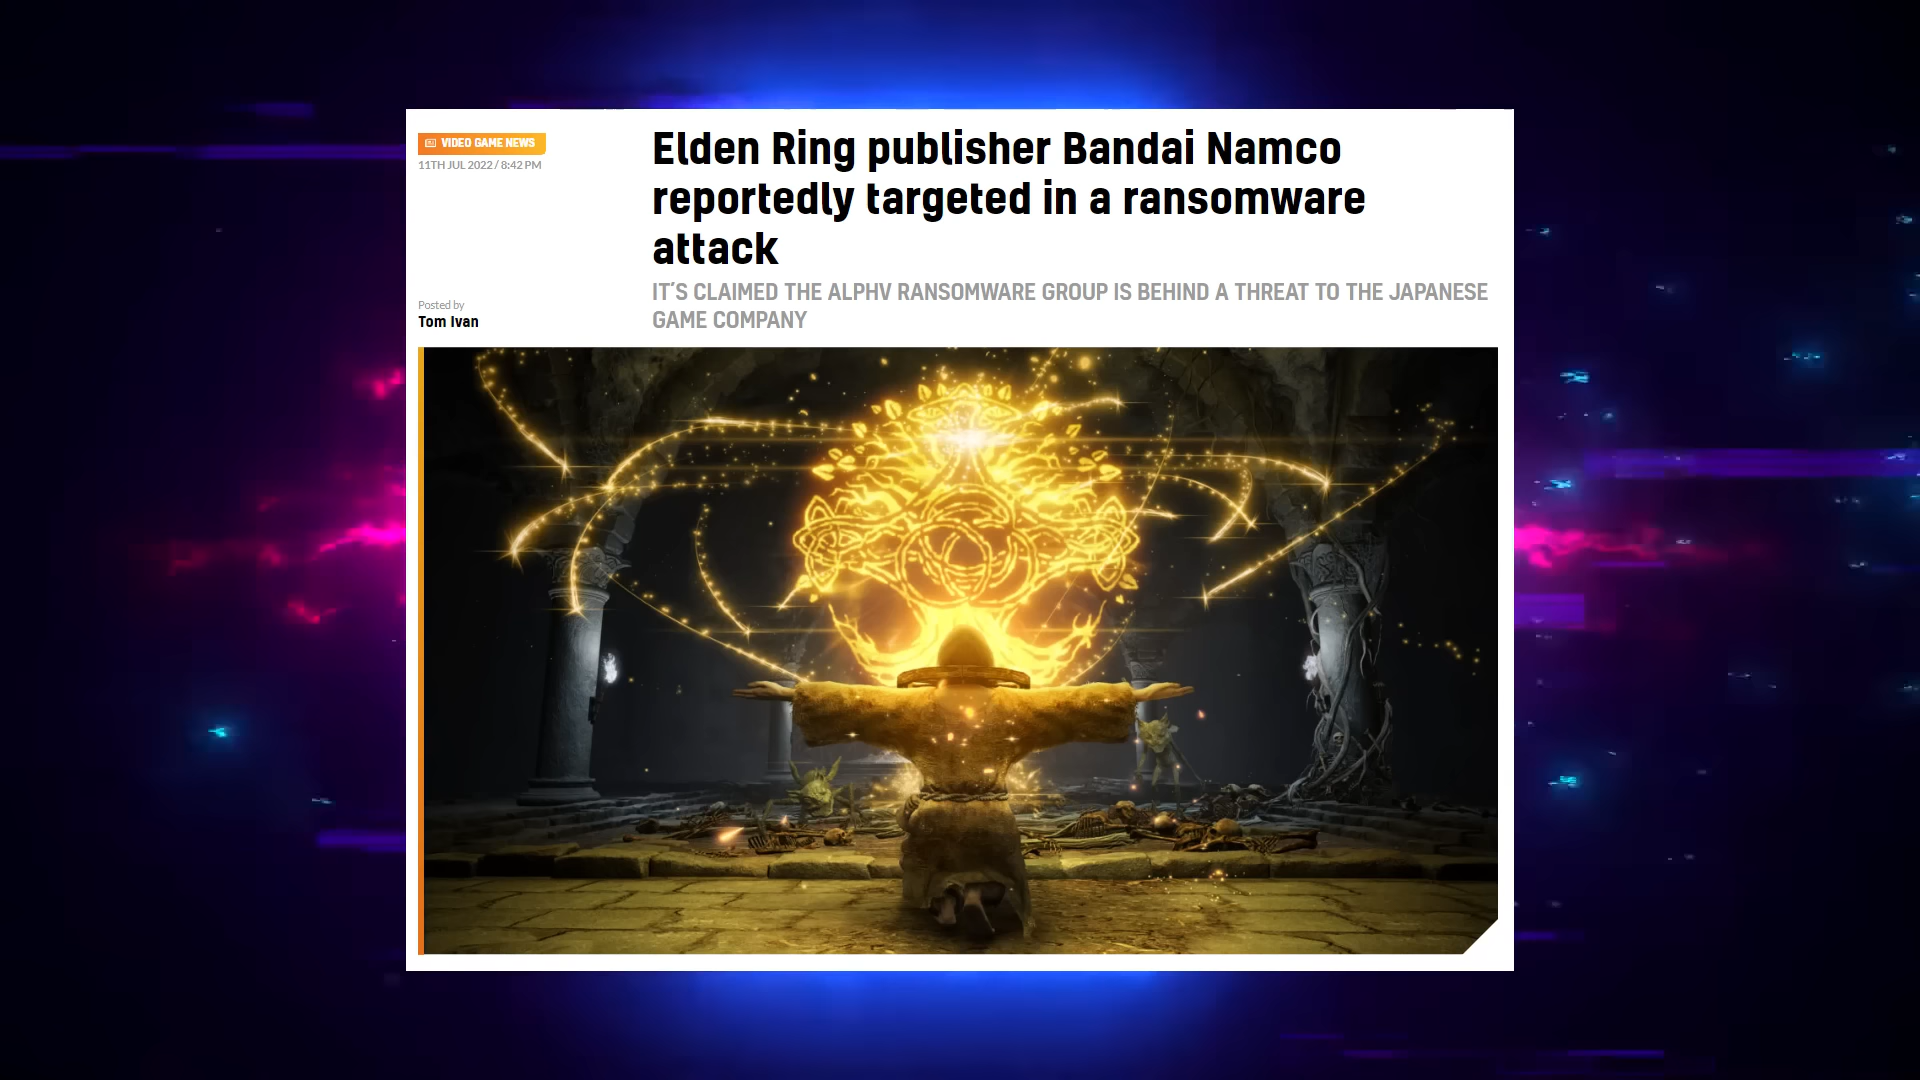 VIDEO GAME NEWS
11TH JUL 2022 / 8:42 PM
Elden Ring publisher Bandai Namco
reportedly targeted in a ransomware
attack
IT'S CLAIMED THE ALPHV RANSOMWARE GROUP IS BEHIND A THREAT TO THE JAPANESE
GAME COMPANY
Posted by
Tom Ivan